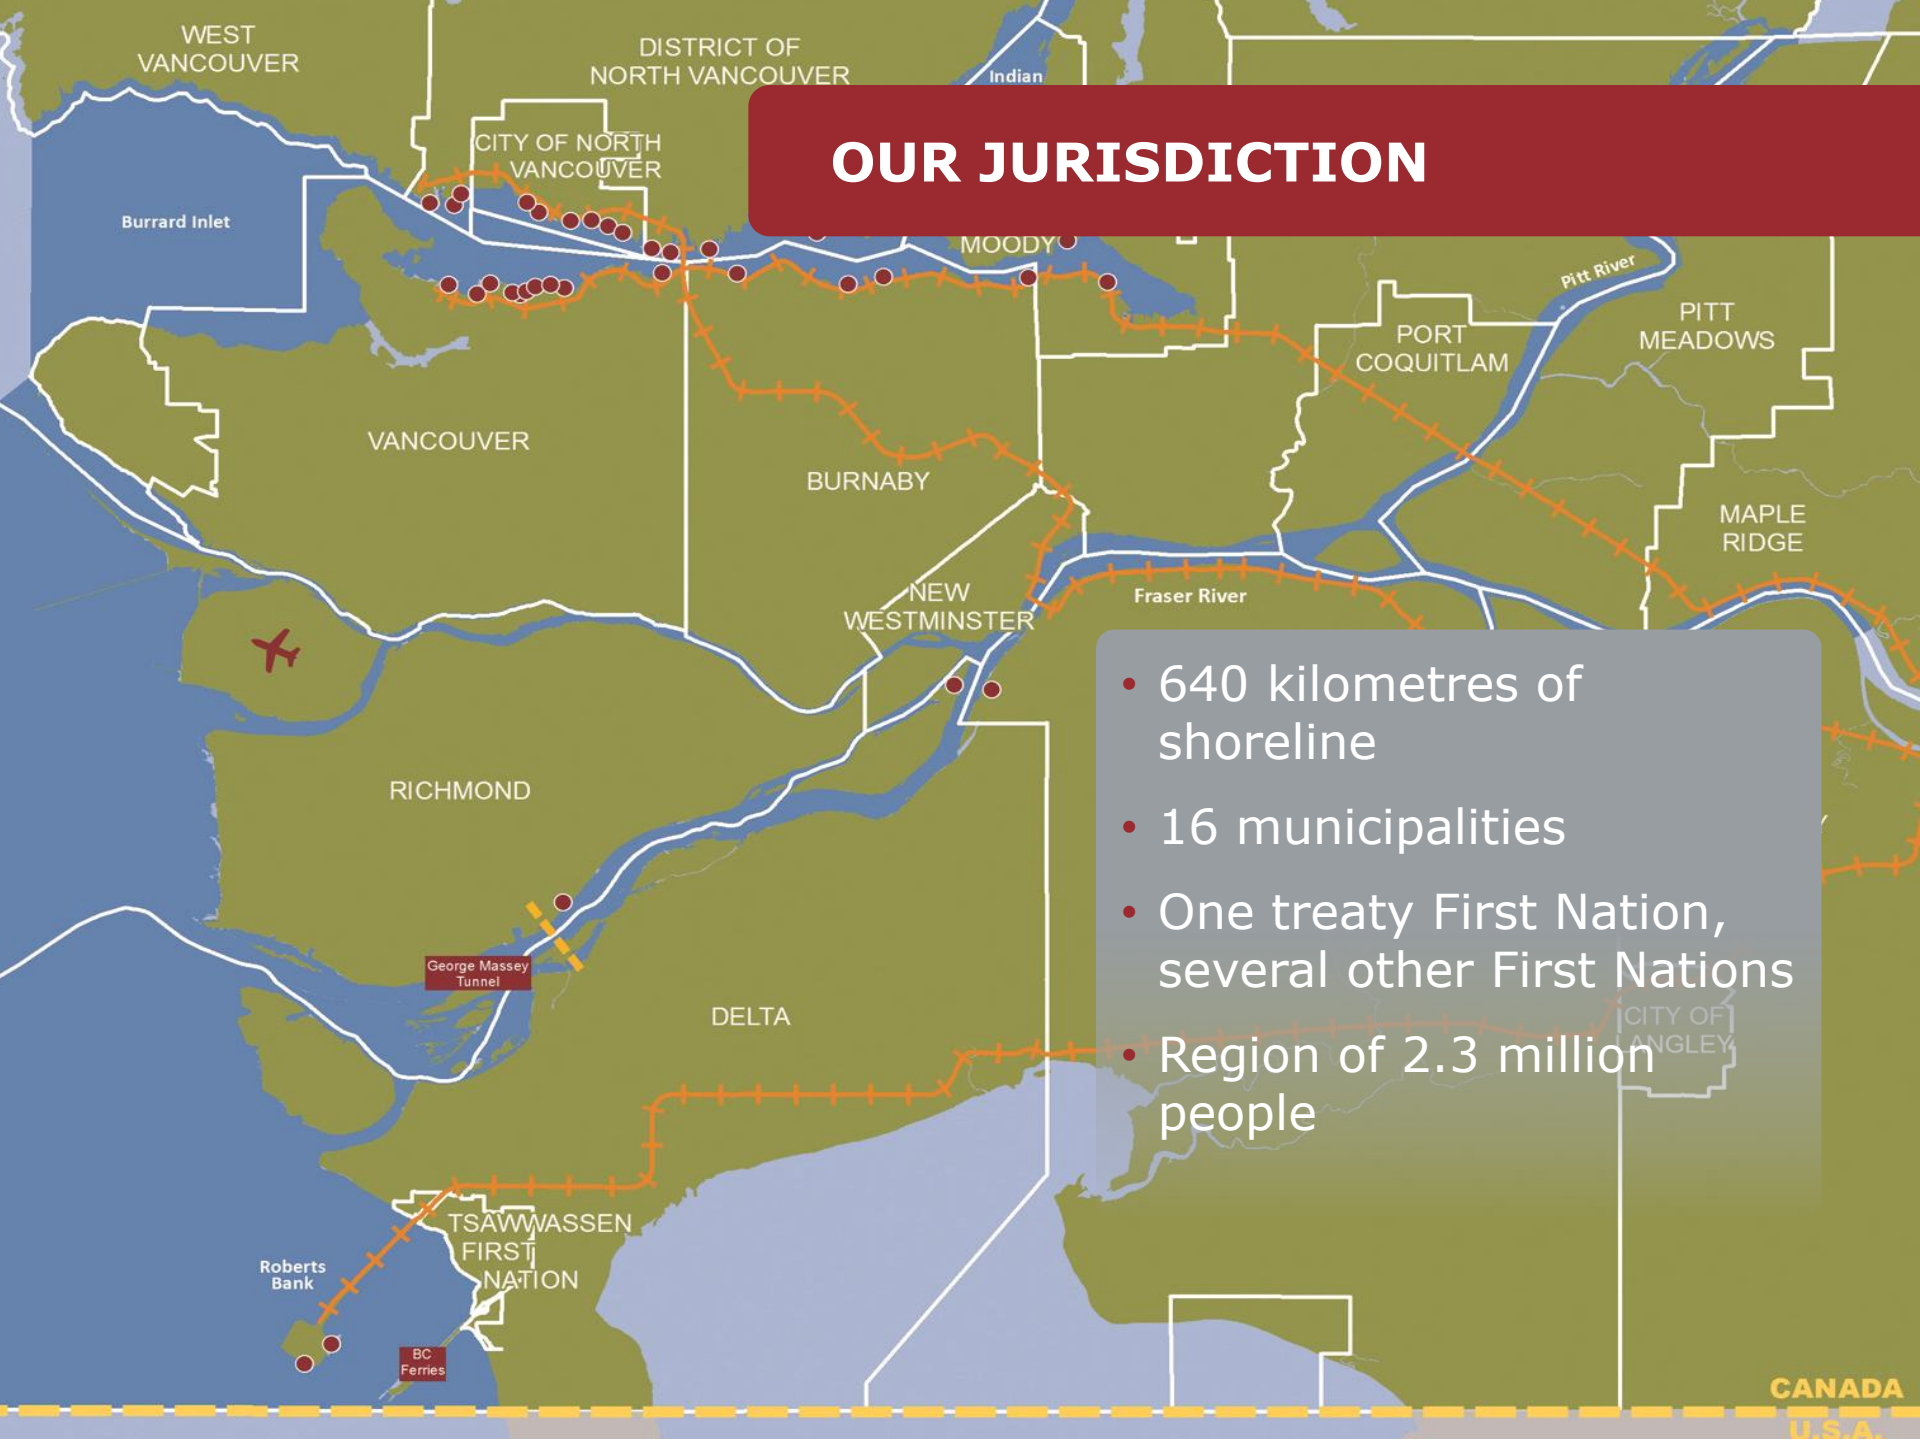 WEST
VANCOUVER
DISTRICT OF
NORTH VANCOUVER
Indian
CITY OF NORTH
VANCOUVER
OUR JURISDICTION
Burrard Inlet
MOODY
Pitt River
PITT
MEADOWS
PORT
COQUITLAM
VANCOUVER
BURNABY
MAPLE
RIDGE
NEW
WESTMINSTER
Fraser River
• 640 kilometres of
shoreline
• 16 municipalities
• One treaty First Nation,
several other First Nations
• Region of 2.3 million
people
RICHMOND
George Massey
Tunnel
DELTA
CITY OF
LANGLEY
TSAWWASSEN
FIRST
NATION
Roberts
Bank
BC
Ferries
CANADA
U.S.A.